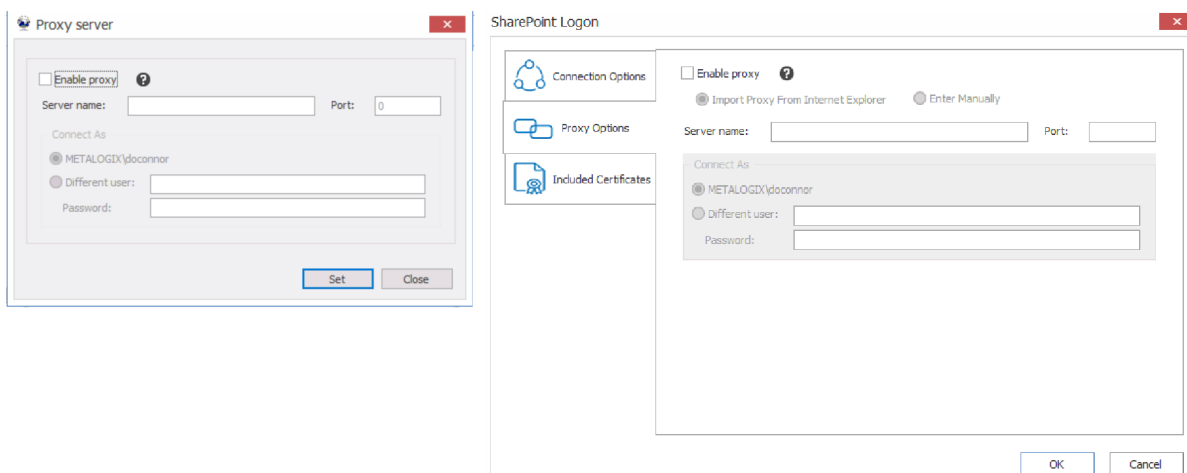 Proxy server
Enable proxy
Server name:
Port:
0
Connect As
METALOGIX\doconnor
Different user:
Password:
Set
Close
SharePoint Logon
Connection Options
Proxy Options
Included Certificates
Enable proxy
Import Proxy From Internet Explorer
Enter Manually
Server name:
Port:
Connect As
METALOGIX\doconnor
Different user:
Password:
OK
Cancel